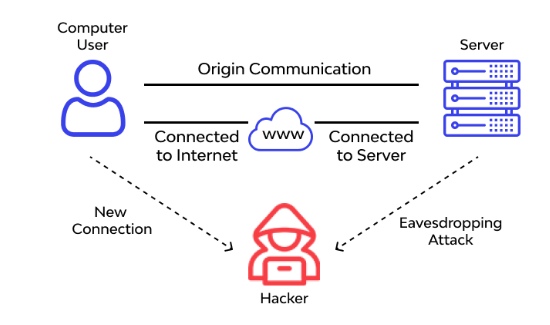 Computer
User
Server
Origin Communication
www
Connected
to Internet
Connected
to Server
New
Connection
Eavesdropping
Attack
Hacker